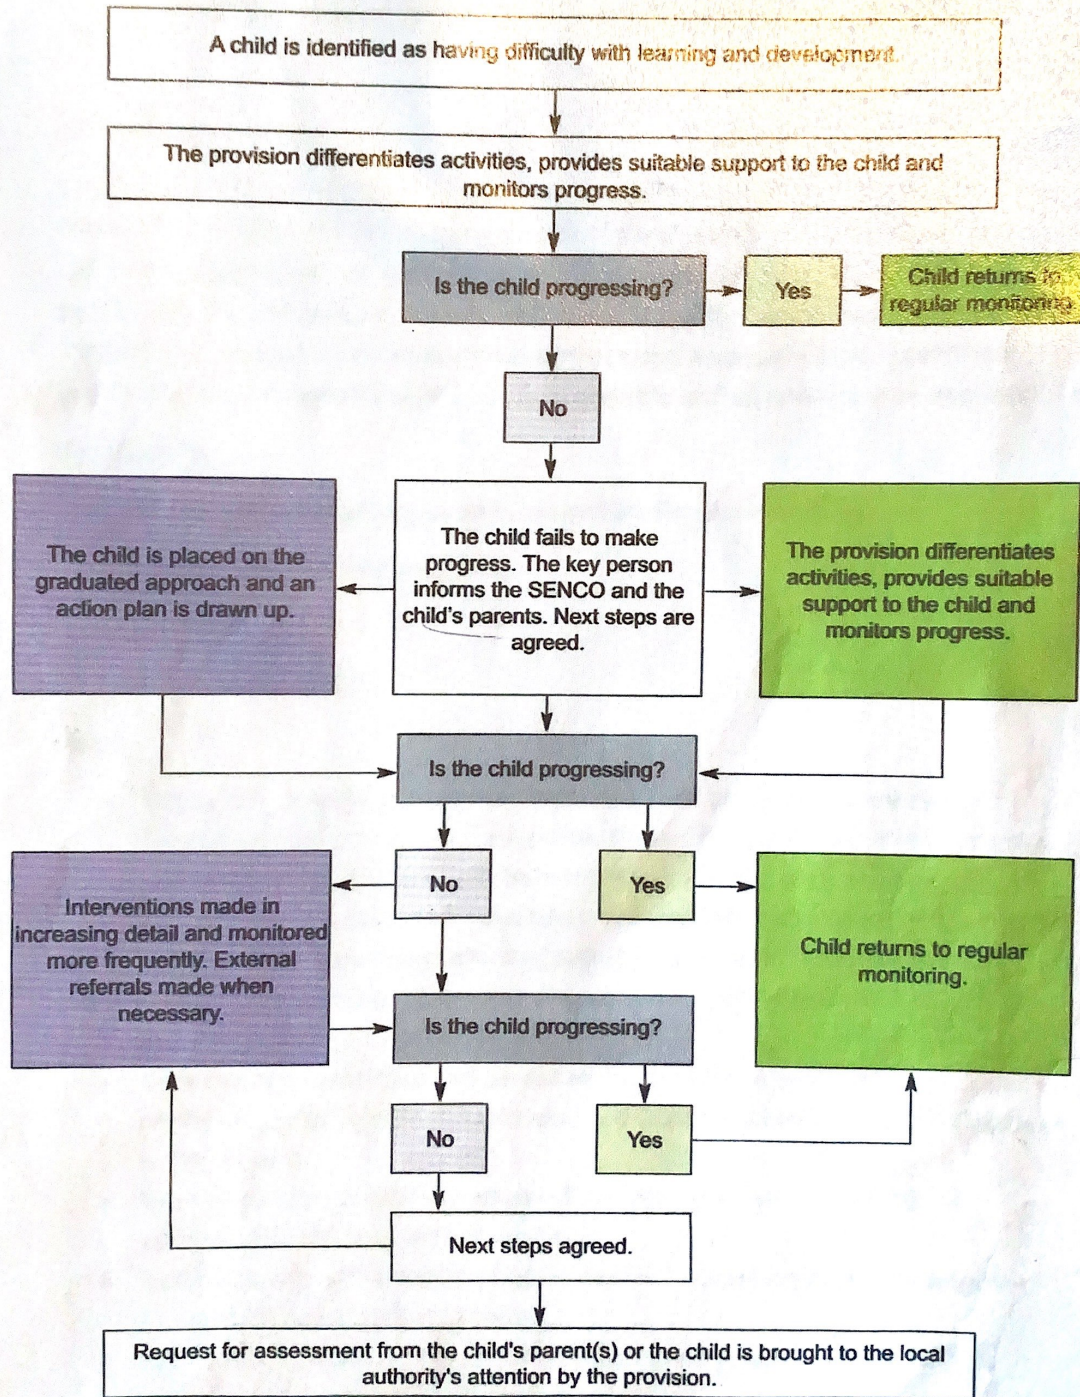 A child is identified as having difficulty with learning and development.
The provision differentiates activities, provides suitable support to the child and
monitors progress.
Is the child progressing?
Yes
Child returns to
regular monitoring
No
The child is placed on the
graduated approach and an
action plan is drawn up.
The child fails to make
progress. The key person
informs the SENCO and the
child's parents. Next steps are
agreed.
The provision differentiates
activities, provides suitable
support to the child and
monitors progress.
Is the child progressing?
No
Yes
Interventions made in
increasing detail and monitored
more frequently. External
referrals made when
necessary.
Child returns to regular
monitoring.
Is the child progressing?
No
Yes
Next steps agreed.
Request for assessment from the child's parent(s) or the child is brought to the local
authority's attention by the provision.